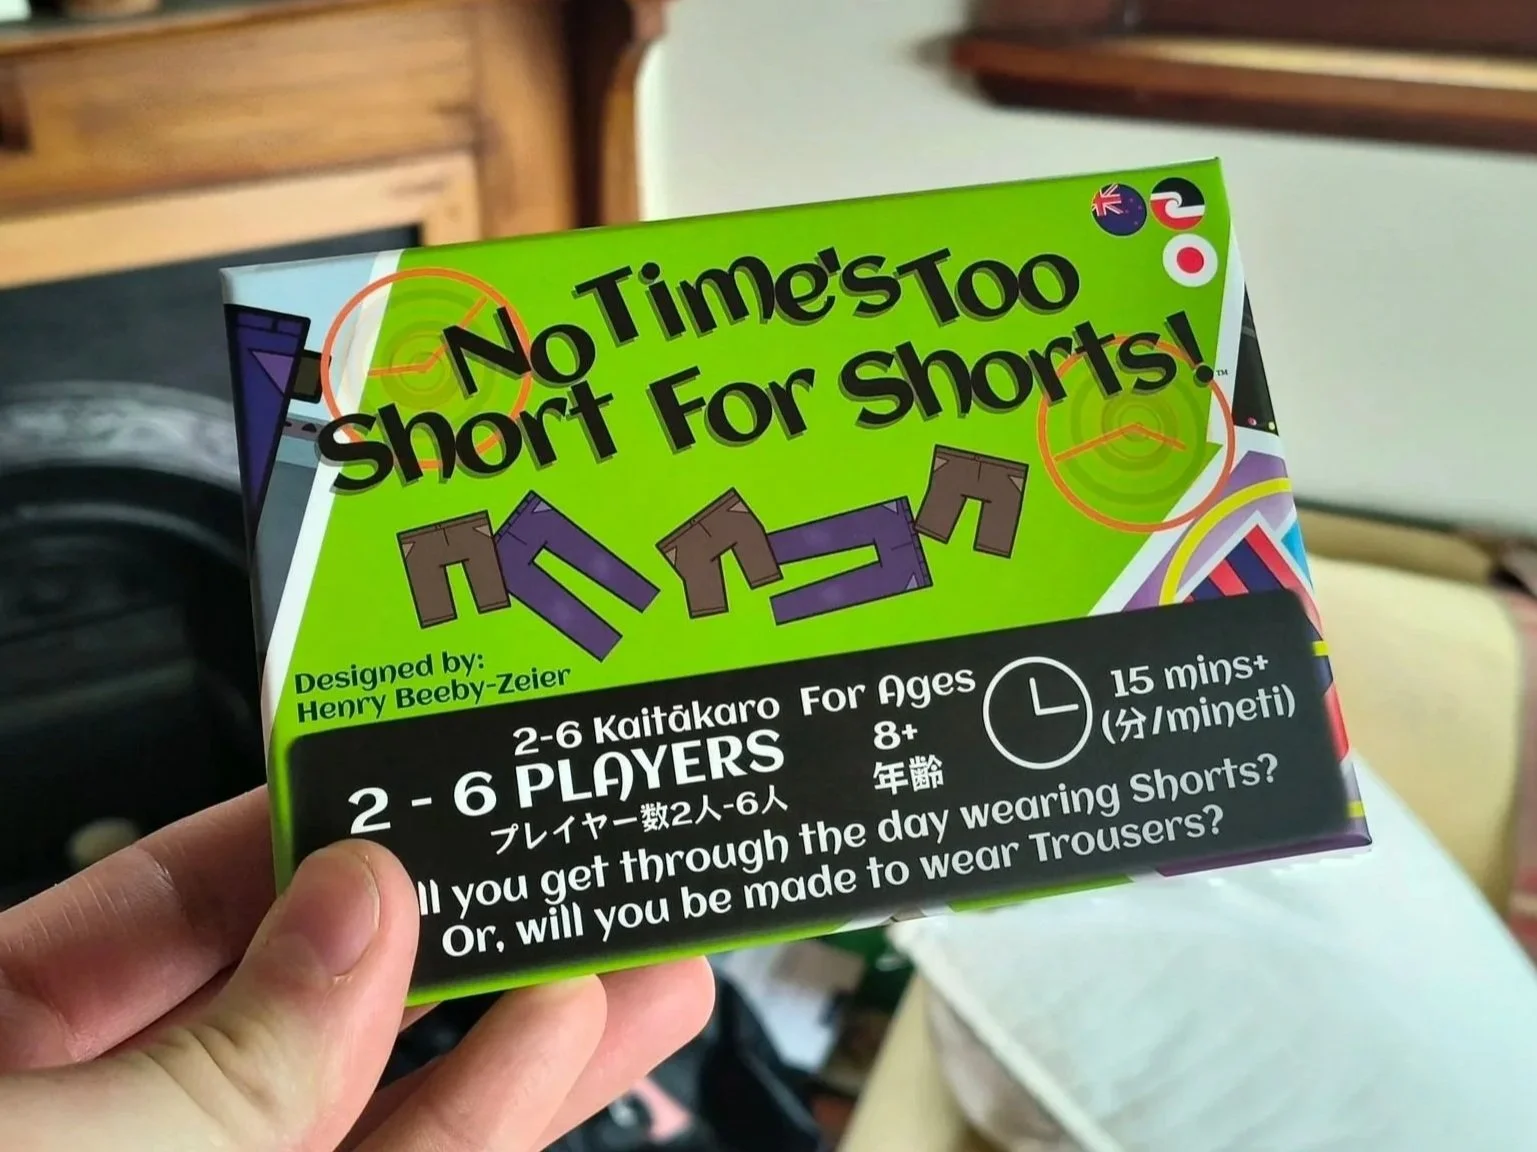 No Time's Too
Short For Shorts!™
Designed by:
Henry Beeby-Zeier
2-6 Kaitākaro
2 - 6 PLAYERS
プレイヤー数2人-6人
For Ages
8+
年齢
15 mins+
(分/mineti)
you get through the day wearing Shorts?
Or, will you be made to wear Trousers?